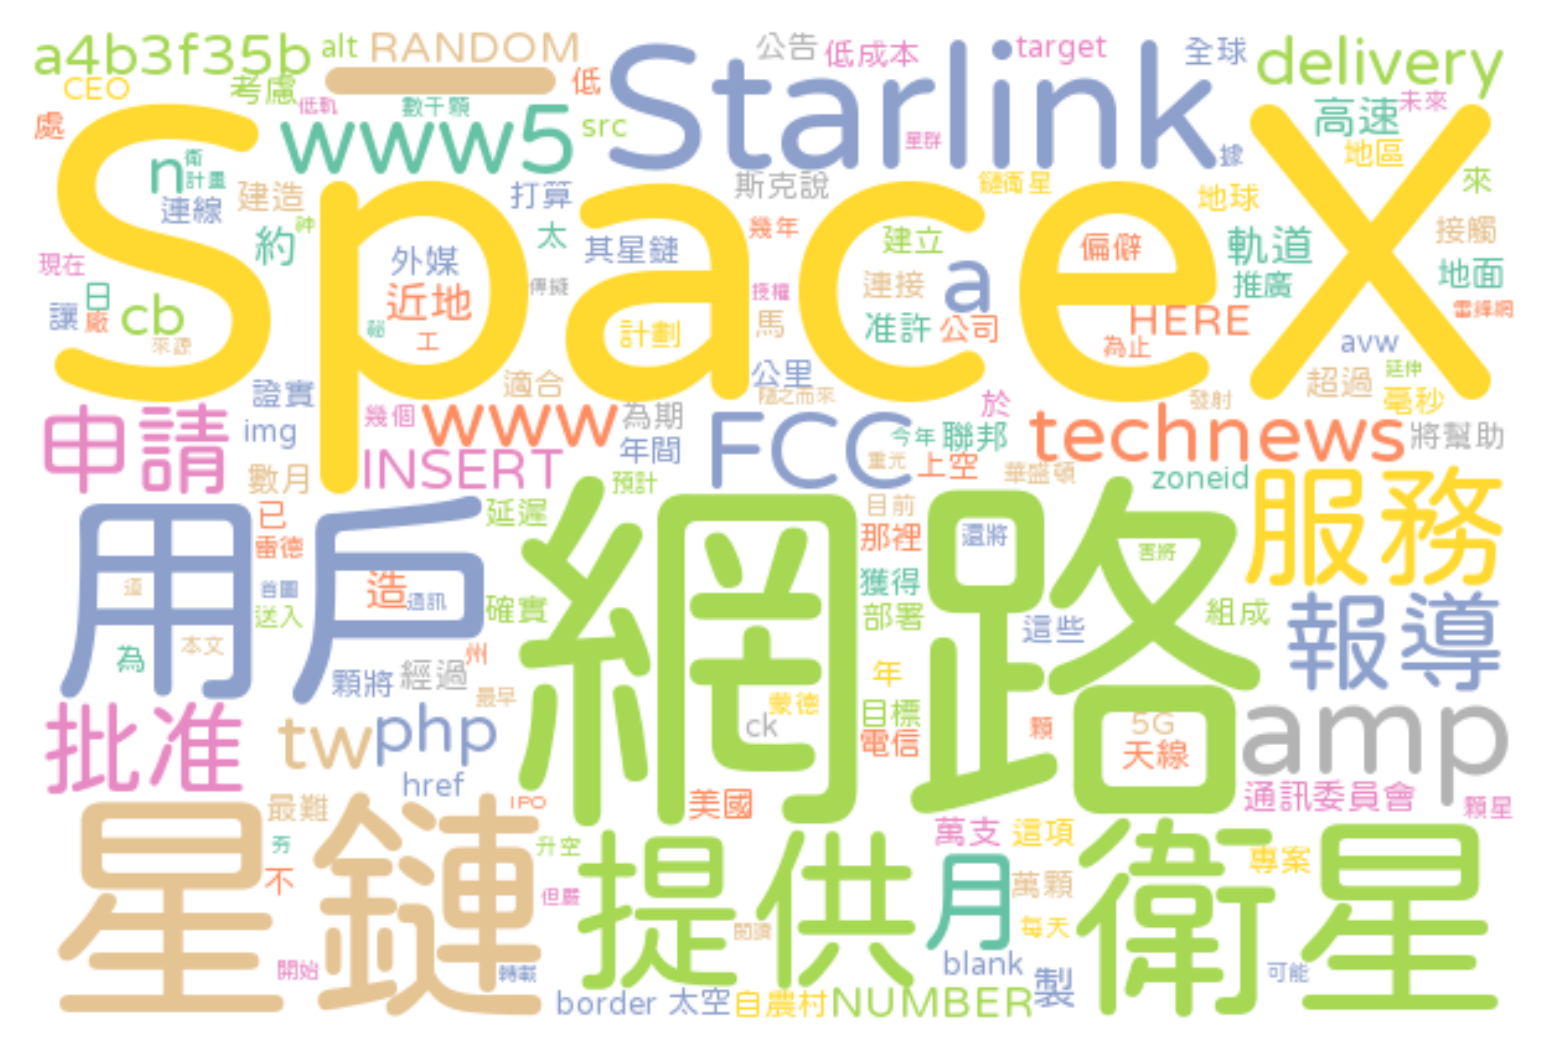 a4b3f35b alt RANDOM Starlink 公告 低成本 target 全球 delivery
CEO 考慮 低軌 數千顆 低 高速 未來
處 www5 src 星群 據 地區
SpaceX
n 衛 計畫 斯克說 鏈衛星 來
連線 建造 打算 地球
約 神 太 其星鏈 幾年 建立 偏僻 軌道 接觸
現在 外媒 傳擬 連接 a 推廣 地面
日 近地 授權
讓 廠 cb 秘 工 計劃 馬 准許 公司 HERE 雷鋒網
來源 為止 avw
證實 適合 公里 隨之而來 發射 超過 延伸 毫秒
申請 img 幾個 www 為期 FCC 今年 聯邦 於 technews 將幫助
數月 INSERT 年間 重光 上空 華盛頓 zoneid
預計
用戶 網路 服務
已 延遲 目前
雷德 那裡 還將 害將
道 首圖 造 通訊 獲得
送入 確實 部署 這些 組成 報導
為 本文 州
顆將 經過 最早 年
批准 tw php ck 蒙德 目標 顆 5G amp
href 電信 天線
最難 IPO 美國 通訊委員會 顆星
星鏈 提供 衛星
夯 升空 萬支 這項 專案
不 但嚴 月 萬顆
閱讀 每天
開始 轉載 blank 製 可能
border 太空 自農村 NUMBER